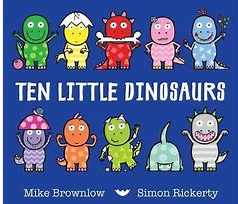 TEN LITTLE DINOSAURS
Mike Brownlow Simon Rickerty